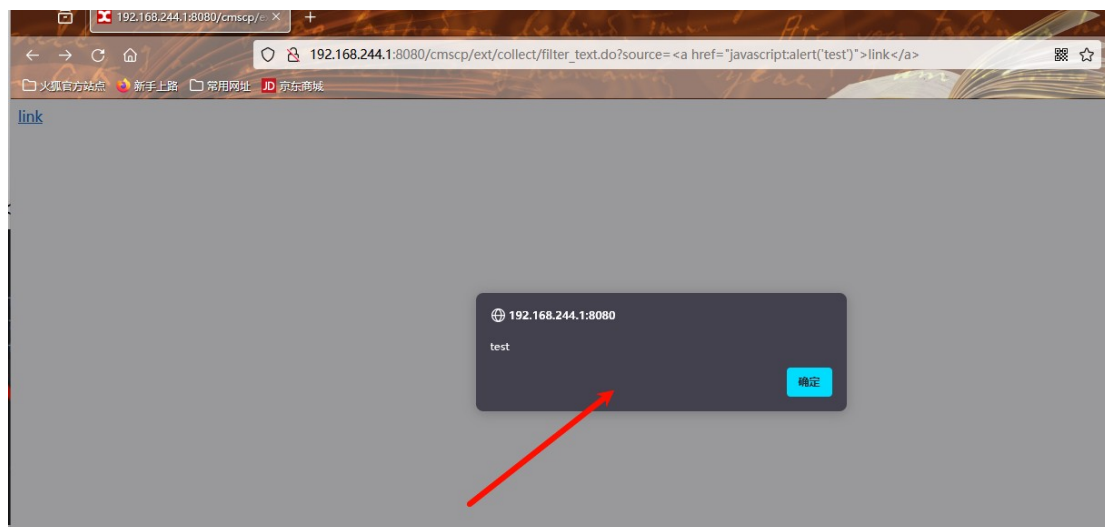 192.168.244.1:8080/cmscp/e
192.168.244.1:8080/cmscp/ext/collect/filter_text.do?source=<a href="javascript:alert('test')">link</a>
火狐官方站点 新手上路 常用网址 JD 京东商城
link
192.168.244.1:8080
test
确定